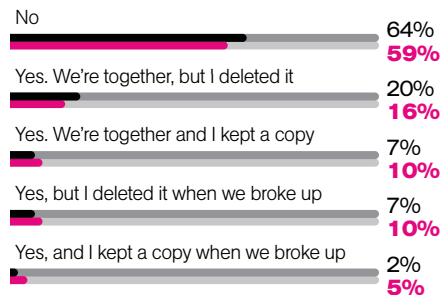 No
64%
59%
Yes. We're together, but I deleted it
20%
16%
Yes. We're together and I kept a copy
7%
10%
Yes, but I deleted it when we broke up
7%
10%
Yes, and I kept a copy when we broke up
2%
5%